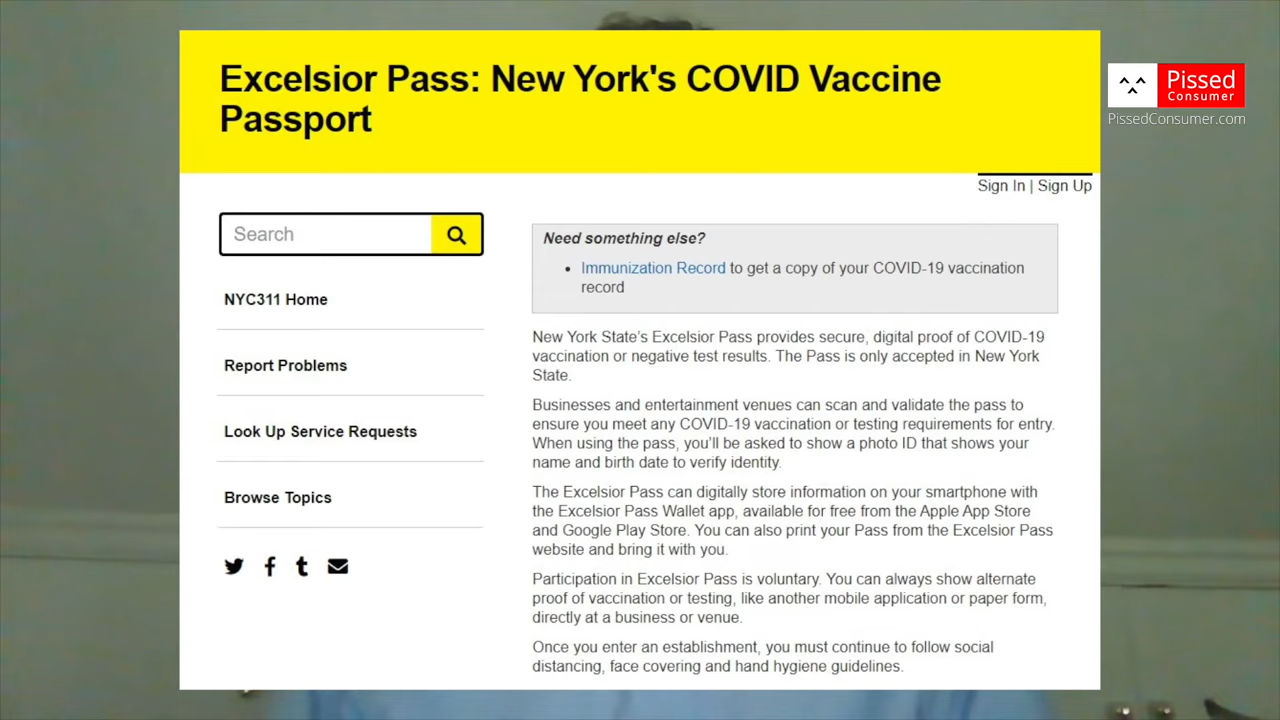 Excelsior Pass: New York's COVID Vaccine
Passport
Pissed
Consumer
PissedConsumer.com
Sign In | Sign Up
Search
NYC311 Home
Report Problems
Look Up Service Requests
Browse Topics
Need something else?
• Immunization Record to get a copy of your COVID-19 vaccination
record
New York State’s Excelsior Pass provides secure, digital proof of COVID-19
vaccination or negative test results. The Pass is only accepted in New York
State.
Businesses and entertainment venues can scan and validate the pass to
ensure you meet any COVID-19 vaccination or testing requirements for entry.
When using the pass, you’ll be asked to show a photo ID that shows your
name and birth date to verify identity.
The Excelsior Pass can digitally store information on your smartphone with
the Excelsior Pass Wallet app, available for free from the Apple App Store
and Google Play Store. You can also print your Pass from the Excelsior Pass
website and bring it with you.
Participation in Excelsior Pass is voluntary. You can always show alternate
proof of vaccination or testing, like another mobile application or paper form,
directly at a business or venue.
Once you enter an establishment, you must continue to follow social
distancing, face covering and hand hygiene guidelines.